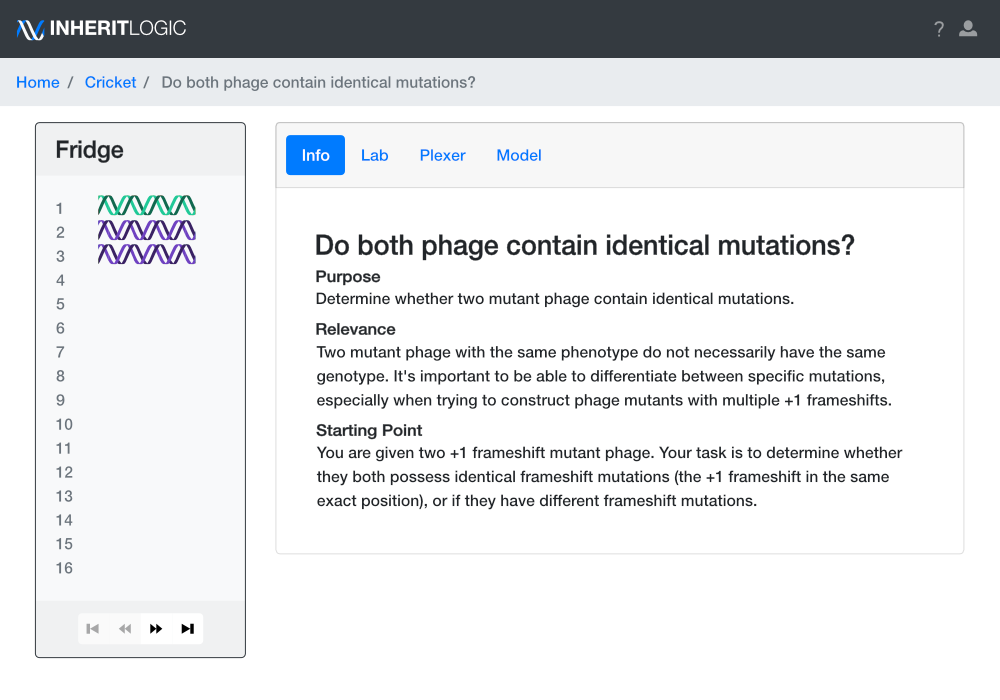 INHERITLOGIC
?
Home / Cricket / Do both phage contain identical mutations?
Fridge
1
2
3
4
5
6
7
8
9
10
11
12
13
14
15
16
Info Lab Plexer Model
Do both phage contain identical mutations?
Purpose
Determine whether two mutant phage contain identical mutations.
Relevance
Two mutant phage with the same phenotype do not necessarily have the same
genotype. It's important to be able to differentiate between specific mutations,
especially when trying to construct phage mutants with multiple +1 frameshifts.
Starting Point
You are given two +1 frameshift mutant phage. Your task is to determine whether
they both possess identical frameshift mutations (the +1 frameshift in the same
exact position), or if they have different frameshift mutations.